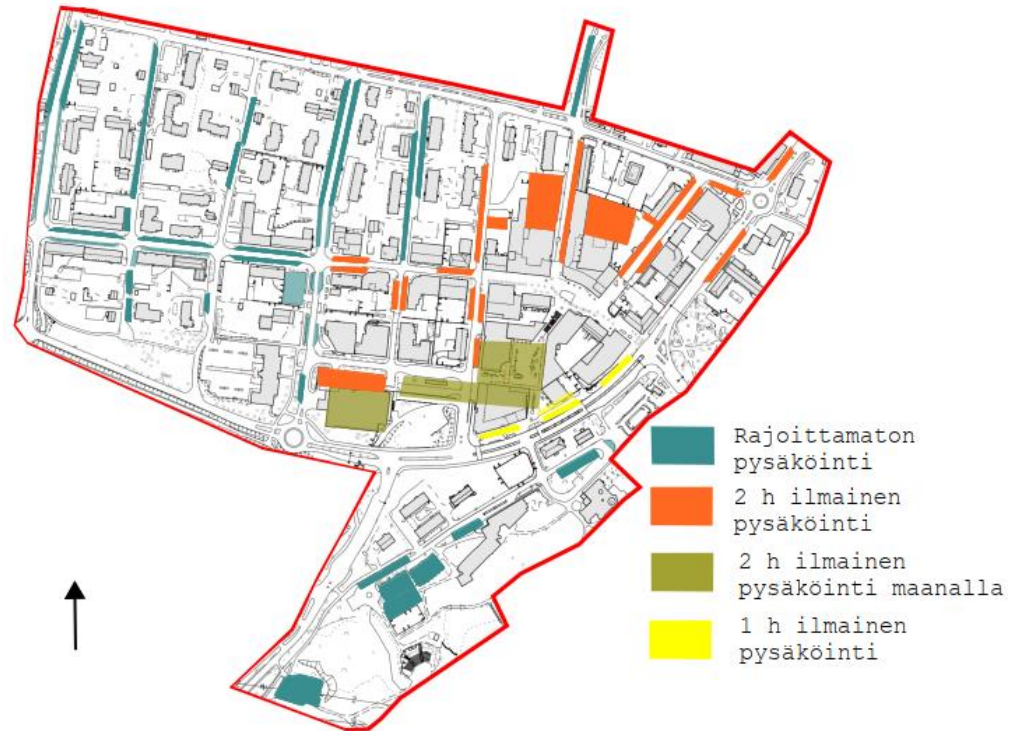 Rajoittamaton
pysäköinti
2 h ilmainen
pysäköinti
2 h ilmainen
pysäköinti maanalla
1 h ilmainen
pysäköinti